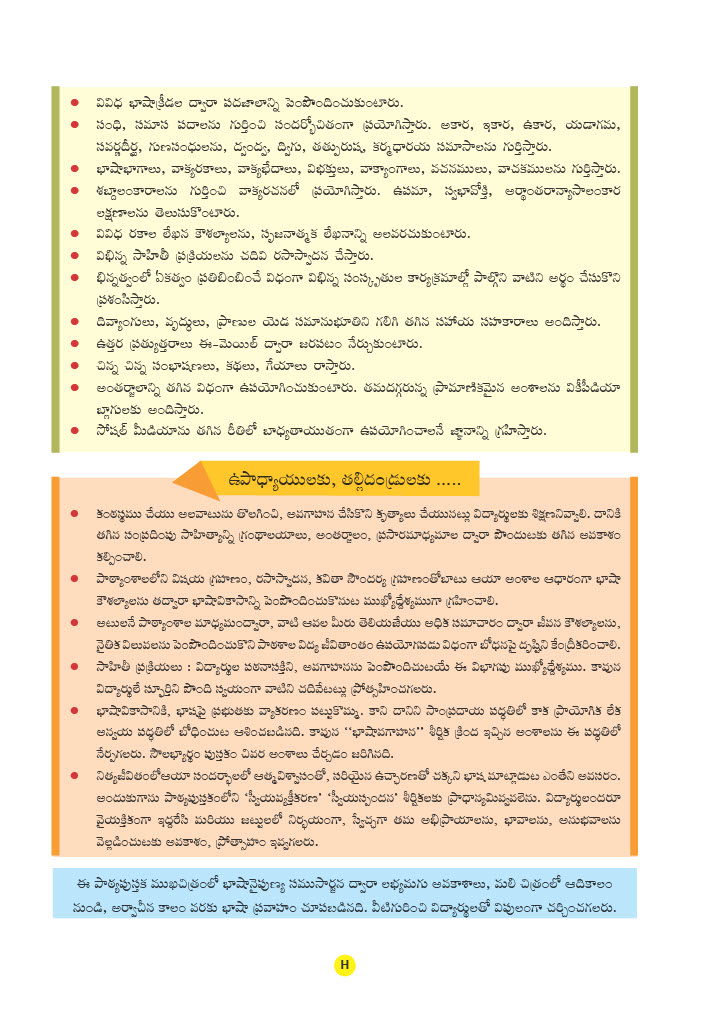 వివిధ భాషాక్రీడల ద్వారా పదజాలాన్ని పెంపొందించుకుంటారు.
సంధి, సమాస పదాలను గుర్తించి సందర్భోచితంగా ప్రయోగిస్తారు. అకార, ఇకార, ఉకార, యడాగమ,
సవర్ణదీర్ఘ, గుణసంధులను, ద్వంద్వ, ద్విగు, తత్పురుష, కర్మధారయ సమాసాలను గుర్తిస్తారు.
భాషాభాగాలు, వాక్యరకాలు, వాక్యభేదాలు, విభక్తులు, వాక్యాంగాలు, వచనములు, వాచకములను గుర్తిస్తారు.
శబ్దాలంకారాలను గుర్తించి వాక్యరచనలో ప్రయోగిస్తారు. ఉపమా, స్వభావోక్తి, అర్థాంతరాన్యాసాలంకార
లక్షణాలను తెలుసుకొంటారు.
వివిధ రకాల లేఖన కౌశల్యాలను, సృజనాత్మక లేఖనాన్ని అలవరచుకుంటారు.
విభిన్న సాహితీ ప్రక్రియలను చదివి రసాస్వాదన చేస్తారు.
భిన్నత్వంలో ఏకత్వం ప్రతిబింబించే విధంగా విభిన్న సంస్కృతుల కార్యక్రమాల్లో పాల్గొని వాటిని అర్థం చేసుకొని
ప్రశంసిస్తారు.
దివ్యాంగులు, వృద్ధులు, ప్రాణుల యెడ సమానుభూతిని గలిగి తగిన సహాయ సహకారాలు అందిస్తారు.
ఉత్తర ప్రత్యుత్తరాలు ఈ-మెయిల్ ద్వారా జరపటం నేర్చుకుంటారు.
చిన్న చిన్న సంభాషణలు, కథలు, గేయాలు రాస్తారు.
అంతర్జాలాన్ని తగిన విధంగా ఉపయోగించుకుంటారు. తమదగ్గరున్న ప్రామాణికమైన అంశాలను వికీపీడియా
బ్లాగులకు అందిస్తారు.
సోషల్ మీడియాను తగిన రీతిలో బాధ్యతాయుతంగా ఉపయోగించాలనే జ్ఞానాన్ని గ్రహిస్తారు.
ఉపాధ్యాయులకు, తల్లిదండ్రులకు .....
కంఠస్థము చేయు అలవాటును తొలగించి, అవగాహన చేసికొని కృత్యాలు చేయునట్లు విద్యార్థులకు శిక్షణనివ్వాలి. దానికి
తగిన సంప్రదింపు సాహిత్యాన్ని గ్రంథాలయాలు, అంతర్జాలం, ప్రసారమాధ్యమాల ద్వారా పొందుటకు తగిన అవకాశం
కల్పించాలి.
పాఠ్యాంశాలలోని విషయ గ్రహణం, రసాస్వాదన, కవితా సౌందర్య గ్రహణంతోబాటు ఆయా అంశాల ఆధారంగా భాషా
కౌశల్యాలను తద్వారా భాషావికాసాన్ని పెంపొందించుకొనుట ముఖ్యోద్దేశ్యముగా గ్రహించాలి.
అటులనే పాఠ్యాంశాల మాధ్యమంద్వారా, వాటి ఆవల మీరు తెలియజేయు అధిక సమాచారం ద్వారా జీవన కౌశల్యాలను,
నైతిక విలువలను పెంపొందించుకొని పాఠశాల విద్య జీవితాంతం ఉపయోగపడు విధంగా బోధనపై దృష్టిని కేంద్రీకరించాలి.
సాహితీ ప్రక్రియలు : విద్యార్థుల పఠనాసక్తిని, అవగాహనను పెంపొందిచుటయే ఈ విభాగపు ముఖ్యోద్దేశ్యము. కావున
విద్యార్థులే స్ఫూర్తిని పొంది స్వయంగా వాటిని చదివేటట్లు ప్రోత్సహించగలరు.
భాషావికాసానికి, భాషపై ప్రభుతకు వ్యాకరణం పట్టుకొమ్మ. కాని దానిని సాంప్రదాయ పద్ధతిలో కాక ప్రాయోగిక లేక
అన్వయ పద్ధతిలో బోధించుట ఆశించబడినది. కావున ‘‘భాషావగాహన’’ శీర్షిక క్రింద ఇచ్చిన అంశాలను ఈ పద్ధతిలో
నేర్పగలరు. సౌలభ్యార్థం పుస్తకం చివర అంశాలు చేర్చడం జరిగినది.
నిత్యజీవితంలోఆయా సందర్భాలలో ఆత్మవిశ్వాసంతో, సరియైన ఉచ్చారణతో చక్కని భాష మాట్లాడుట ఎంతేని అవసరం.
అందుకుగాను పాఠ్యపుస్తకంలోని ‘స్వీయవ్యక్తీకరణ’ ‘స్వీయస్పందన’ శీర్షికలకు ప్రాధాన్యమివ్వవలెను. విద్యార్థులందరూ
వైయక్తికంగా ఇద్దరేసి మరియు జట్టులలో నిర్భయంగా, స్వేచ్ఛగా తమ అభిప్రాయాలను, భావాలను, అనుభవాలను
వెల్లడించుటకు అవకాశం, ప్రోత్సాహం ఇవ్వగలరు.
ఈ పాఠ్యపుస్తక ముఖచిత్రంలో భాషానైపుణ్య సముపార్జన ద్వారా లభ్యమగు అవకాశాలు, మలి చిత్రంలో ఆదికాలం
నుండి, అర్వాచీన కాలం వరకు భాషా ప్రవాహం చూపబడినది. వీటిగురించి విద్యార్థులతో విపులంగా చర్చించగలరు.
H